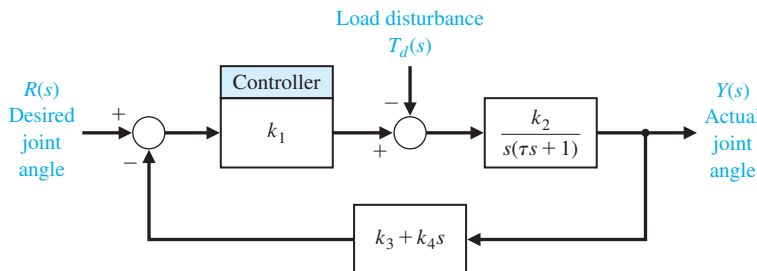 Load disturbance
T_d(s)
R(s)
Desired
joint
angle
+
−
Controller
k_1
−
+
k_2
s(τs + 1)
Y(s)
Actual
joint
angle
k_3 + k_4s